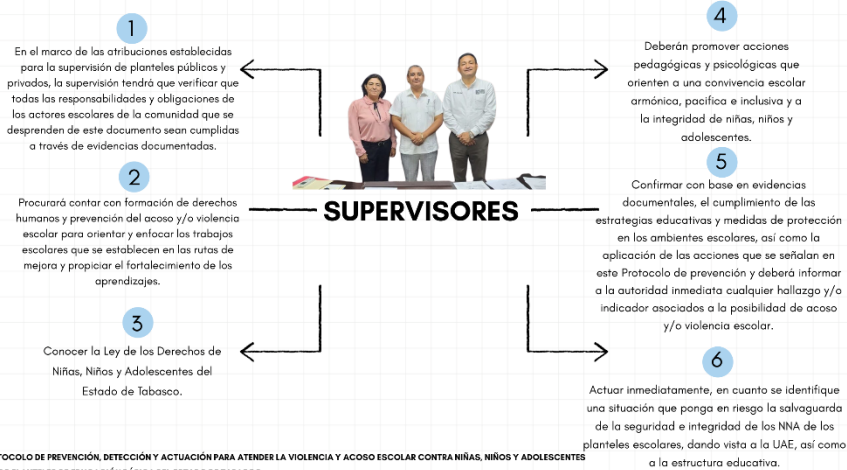 1
En el marco de las atribuciones establecidas
para la supervisión de planteles públicos y
privados, la supervisión tendrá que verificar que
todas las responsabilidades y obligaciones de
los actores escolares de la comunidad que se
desprenden de este documento sean cumplidas
a través de evidencias documentadas.
2
Procurará contar con formación de derechos
humanos y prevención del acoso y/o violencia
escolar para orientar y enfocar los trabajos
escolares que se establecen en las rutas de
mejora y propiciar el fortalecimiento de los
aprendizajes.
3
Conocer la Ley de los Derechos de
Niñas, Niños y Adolescentes del
Estado de Tabasco.
SUPERVISORES
4
Deberán promover acciones
pedagógicas y psicológicas que
orienten a una convivencia escolar
armónica, pacifica e inclusiva y a
la integridad de niñas, niños y
adolescentes.
5
Confirmar con base en evidencias
documentales, el cumplimiento de las
estrategias educativas y medidas de protección
en los ambientes escolares, así como la
aplicación de las acciones que se señalan en
este Protocolo de prevención y deberá informar
a la autoridad inmediata cualquier hallazgo y/o
indicador asociados a la posibilidad de acoso
y/o violencia escolar.
6
Actuar inmediatamente, en cuanto se identifique
una situación que ponga en riesgo la salvaguarda
de la seguridad e integridad de los NNA de los
planteles escolares, dando vista a la UAE, así como
a la estructura educativa.
TOCOLO DE PREVENCIÓN, DETECCIÓN Y ACTUACIÓN PARA ATENDER LA VIOLENCIA Y ACOSO ESCOLAR CONTRA NIÑAS, NIÑOS Y ADOLESCENTES